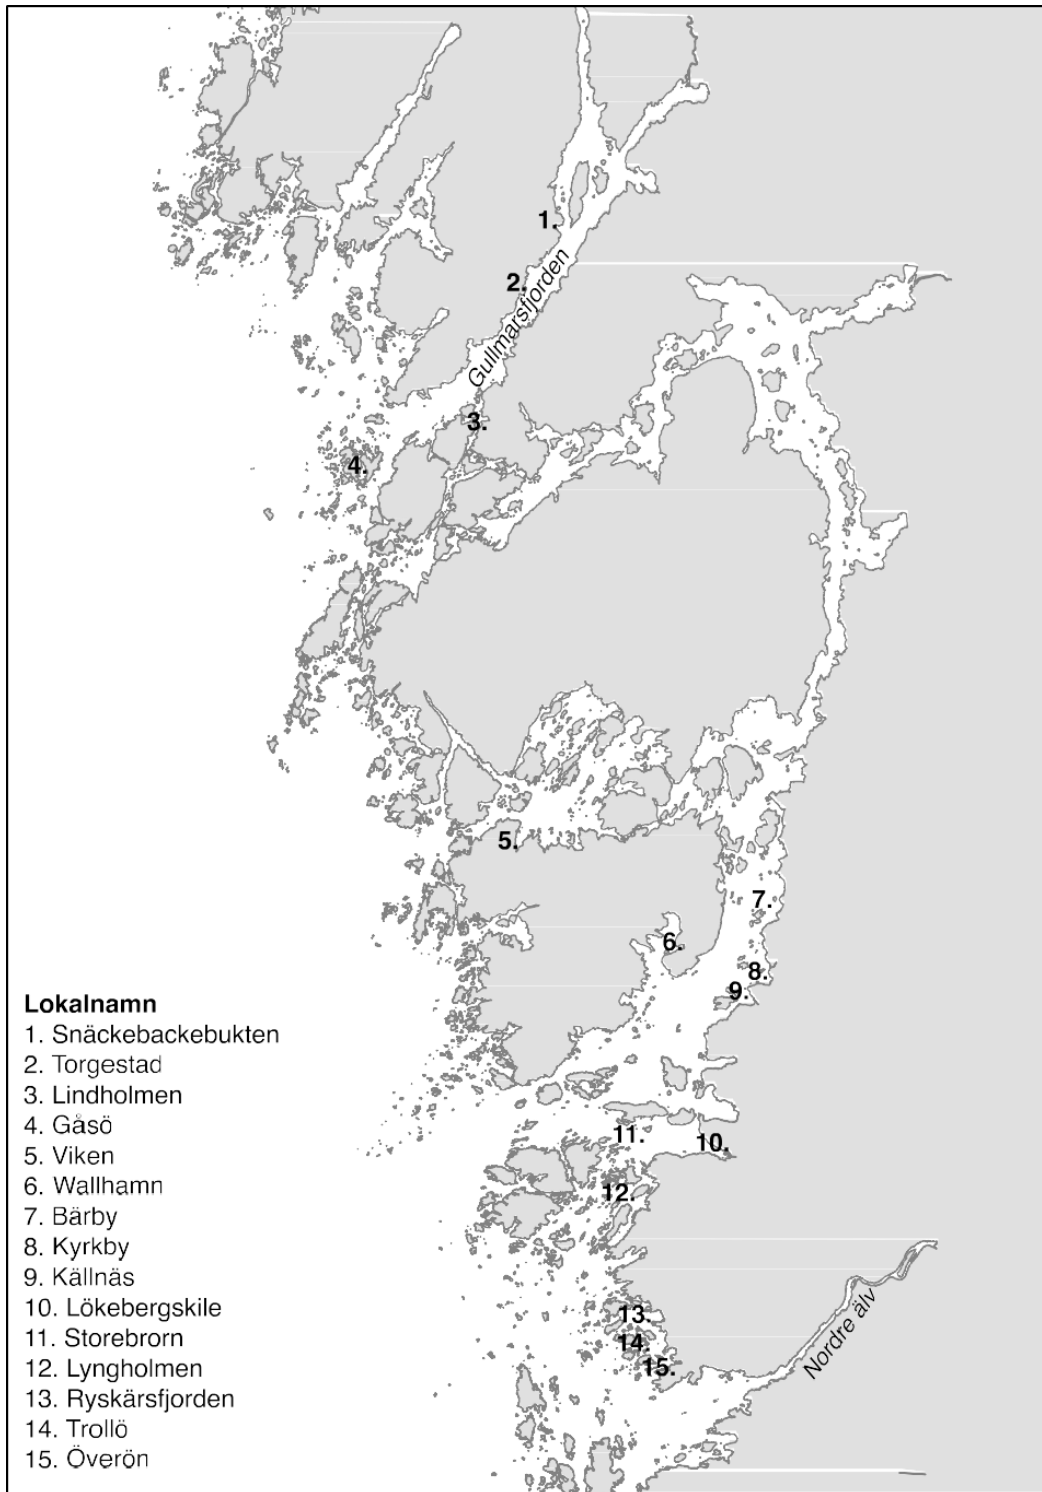 1.
2.
Gullmarsfjorden
3.
4.
5.
6.
7.
8.
9.
10.
11.
12.
13.
14.
15.
Nordre älv
Lokalnamn
1. Snäckebackebukten
2. Torgestad
3. Lindholmen
4. Gåsö
5. Viken
6. Wallhamn
7. Bärby
8. Kyrkby
9. Källnäs
10. Lökebergskile
11. Storebrorn
12. Lyngholmen
13. Ryskärsfjorden
14. Trollö
15. Överön